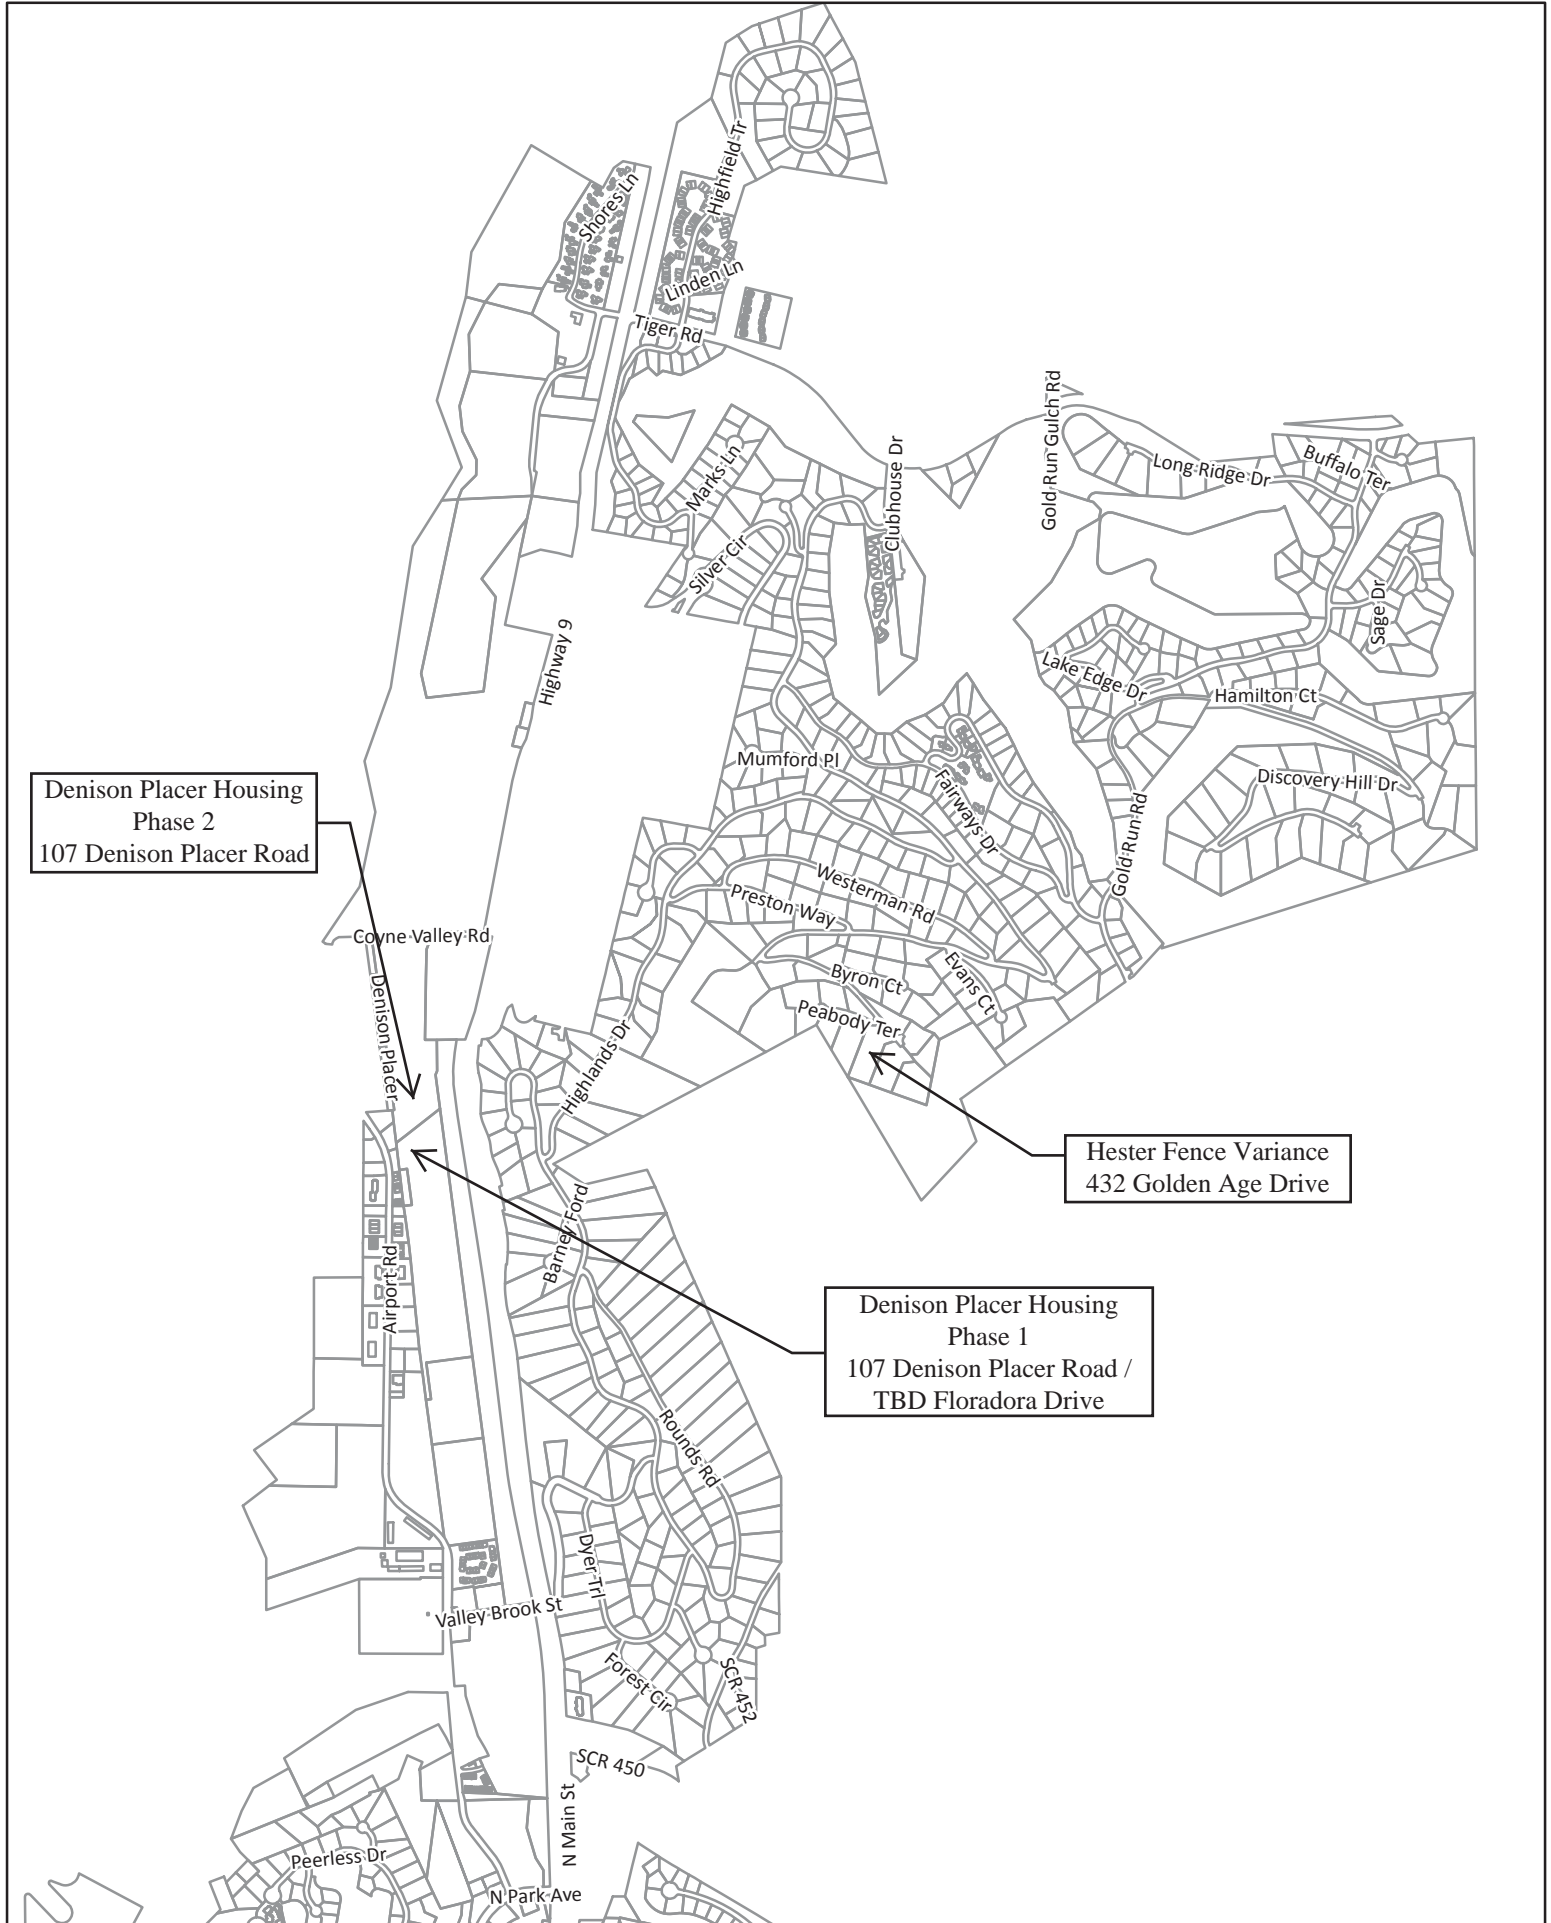 Highfield Tr
Shores Ln
Linden Ln
Tiger Rd
Gold Run Gulch Rd
Clubhouse Dr
Marks Ln
Long Ridge Dr
Buffalo Ter
Silver Cir
Sage Dr
Highway 9
Lake Edge Dr
Hamilton Ct
Mumford Pl
Fairways Dr
Discovery Hill Dr
Gold Run Rd
Denison Placer Housing
Phase 2
107 Denison Placer Road
Westerman Rd
Preston Way
Coyne Valley Rd
Evans Ct
Byron Ct
Denison Placer
Peabody Ter
Highlands Dr
Hester Fence Variance
432 Golden Age Drive
Barney Ford
Airport Rd
Denison Placer Housing
Phase 1
107 Denison Placer Road /
TBD Floradora Drive
Rounds Rd
Dyer Trl
Valley Brook St
Forest Cir
SCR 452
SCR 450
N Main St
Peerless Dr
N Park Ave